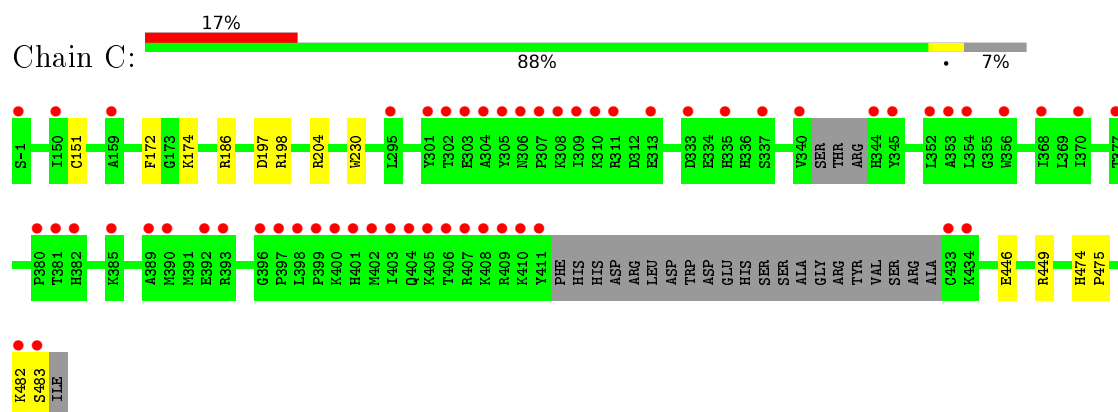 17%
Chain C:
88% • 7%
S-1 I150 C151 A159 F172 G173 K174 R186 D197 R198 R204 W230 L295 Y301 T302 E303 A304 Y305 N306 P307 K308 I309 K310 R311 D312 E313 D333 E334 H335 H336 S337 V340 SER THR ARG H344 Y345 L352 A353 L354 G355 W356 I368 L369 I370 T377
P380 T381 H382 K385 A389 M390 M391 E392 R393 G396 P397 L398 P399 K400 H401 M402 I403 Q404 K405 T406 R407 K408 R409 K410 Y411 PHE HIS HIS ASP ARG LEU ASP TRP ASP GLU HIS SER SER ALA GLY ARG TYR VAL SER ARG ALA C433 K434 E446 R449 H474 P475
K482 S483 ILE